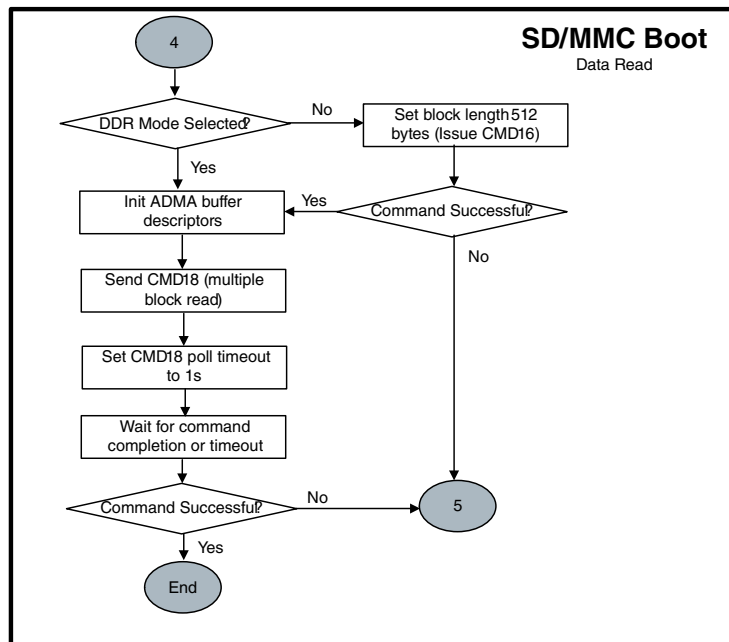 SD/MMC Boot
Data Read
4
DDR Mode Selected?
No
Set block length 512
bytes (Issue CMD16)
Yes
Init ADMA buffer
descriptors
Yes
Command Successful?
No
Send CMD18 (multiple
block read)
Set CMD18 poll timeout
to 1s
Wait for command
completion or timeout
Command Successful?
No
5
Yes
End